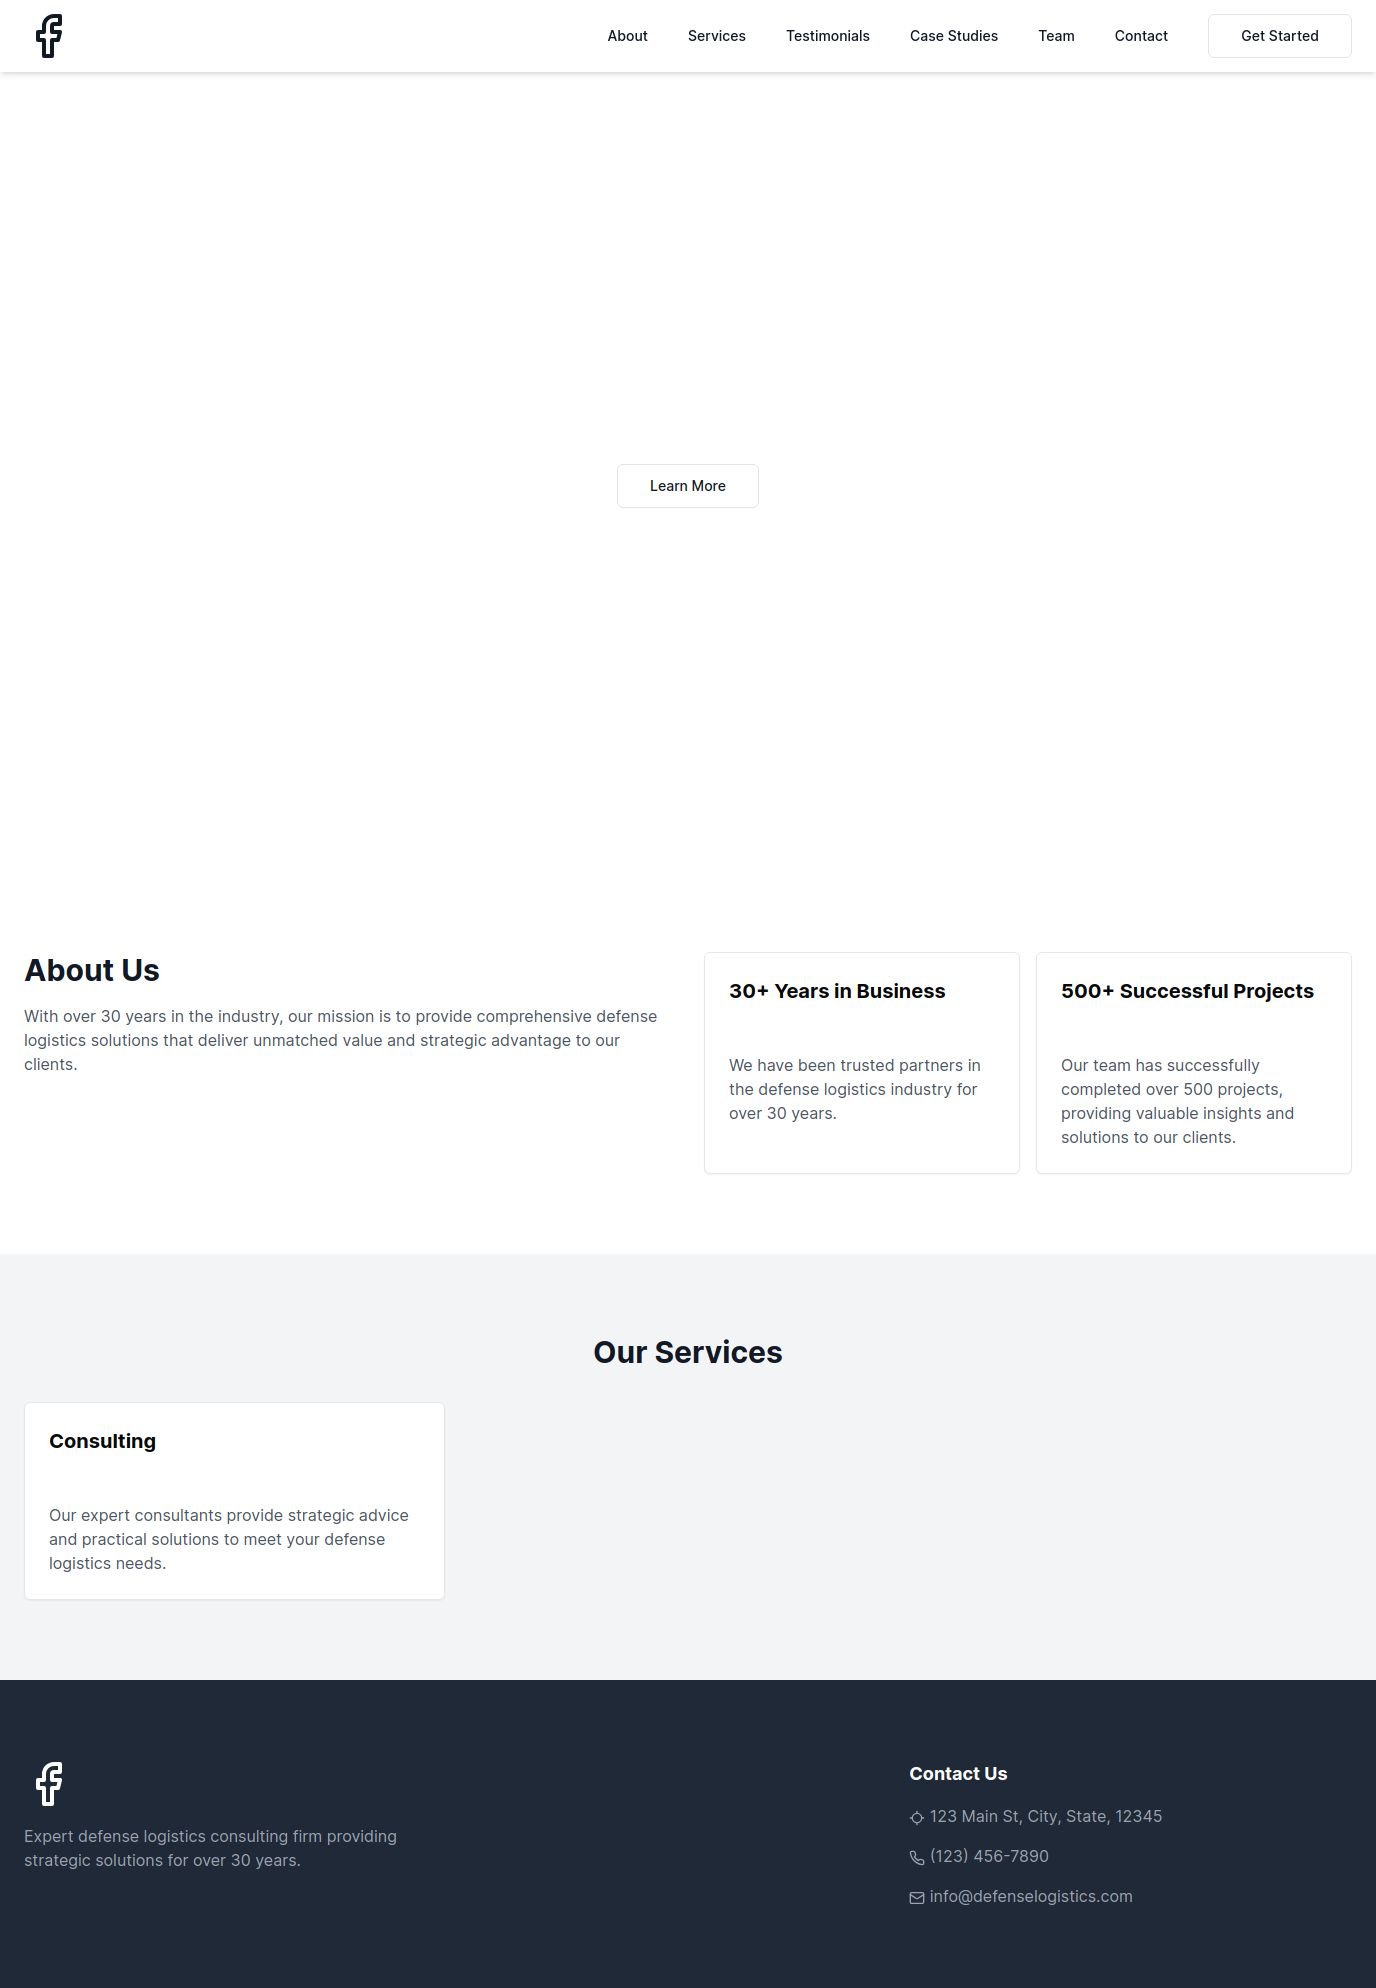 About
Services
Testimonials
Case Studies
Team
Contact
Get Started
Learn More
About Us
With over 30 years in the industry, our mission is to provide comprehensive defense
logistics solutions that deliver unmatched value and strategic advantage to our
clients.
30+ Years in Business
We have been trusted partners in
the defense logistics industry for
over 30 years.
500+ Successful Projects
Our team has successfully
completed over 500 projects,
providing valuable insights and
solutions to our clients.
Our Services
Consulting
Our expert consultants provide strategic advice
and practical solutions to meet your defense
logistics needs.
Expert defense logistics consulting firm providing
strategic solutions for over 30 years.
Contact Us
123 Main St, City, State, 12345
(123) 456-7890
info@defenselogistics.com